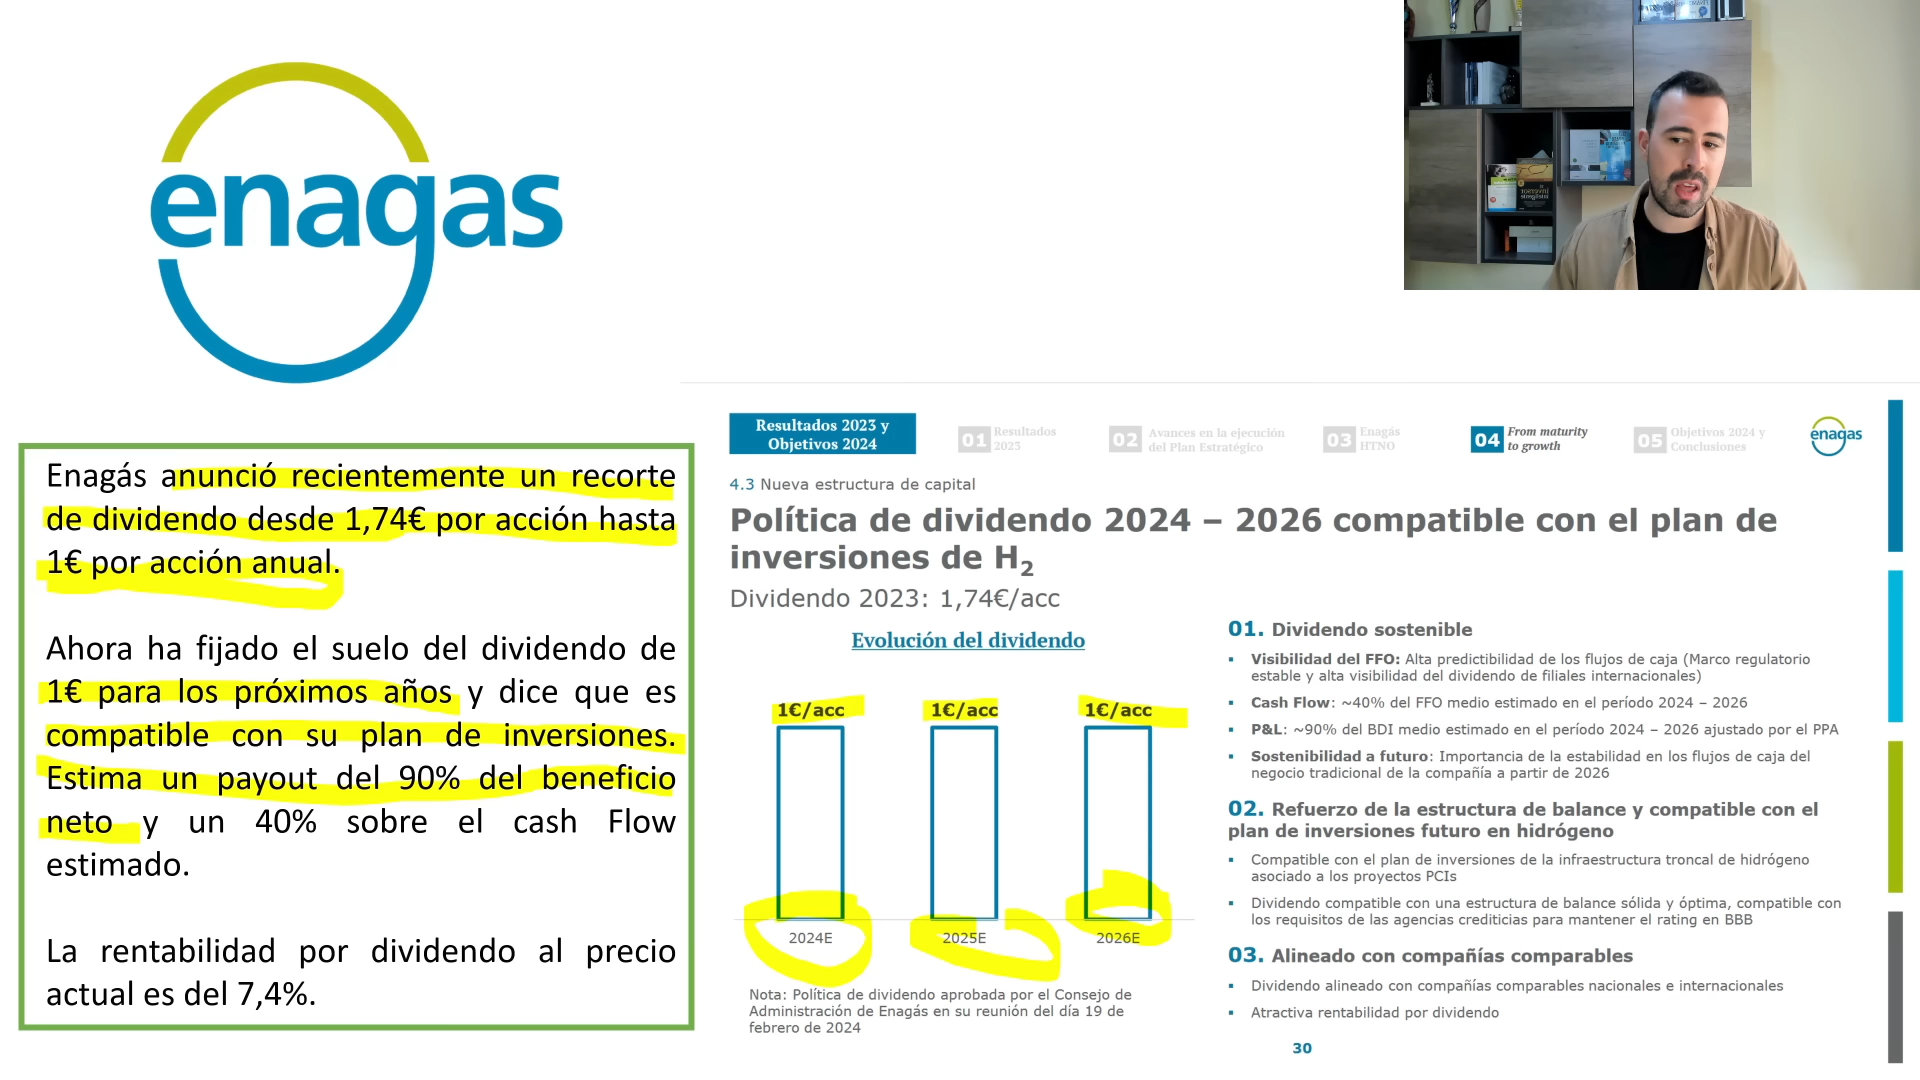 enagas
Enagás anunció recientemente un recorte
de dividendo desde 1,74€ por acción hasta
1€ por acción anual.
Ahora ha fijado el suelo del dividendo de
1€ para los próximos años y dice que es
compatible con su plan de inversiones.
Estima un payout del 90% del beneficio
neto y un 40% sobre el cash Flow
estimado.
La rentabilidad por dividendo al precio
actual es del 7,4%.
Resultados 2023 y
Objetivos 2024
01 Resultados
2023
02 Avances en la ejecución
del Plan Estratégico
03 Enagás
HTNO
04 From maturity
to growth
05 Objetivos 2024 y
Conclusiones
enagas
4.3 Nueva estructura de capital
Política de dividendo 2024 – 2026 compatible con el plan de
inversiones de H2
Dividendo 2023: 1,74€/acc
Evolución del dividendo
1€/acc 1€/acc 1€/acc
2024E 2025E 2026E
Nota: Política de dividendo aprobada por el Consejo de
Administración de Enagás en su reunión del día 19 de
febrero de 2024
01. Dividendo sostenible
▪ Visibilidad del FFO: Alta predictibilidad de los flujos de caja (Marco regulatorio
estable y alta visibilidad del dividendo de filiales internacionales)
▪ Cash Flow: ~40% del FFO medio estimado en el período 2024 – 2026
▪ P&L: ~90% del BDI medio estimado en el período 2024 – 2026 ajustado por el PPA
▪ Sostenibilidad a futuro: Importancia de la estabilidad en los flujos de caja del
negocio tradicional de la compañía a partir de 2026
02. Refuerzo de la estructura de balance y compatible con el
plan de inversiones futuro en hidrógeno
▪ Compatible con el plan de inversiones de la infraestructura troncal de hidrógeno
asociado a los proyectos PCIs
▪ Dividendo compatible con una estructura de balance sólida y óptima, compatible con
los requisitos de las agencias crediticias para mantener el rating en BBB
03. Alineado con compañías comparables
▪ Dividendo alineado con compañías comparables nacionales e internacionales
▪ Atractiva rentabilidad por dividendo
30